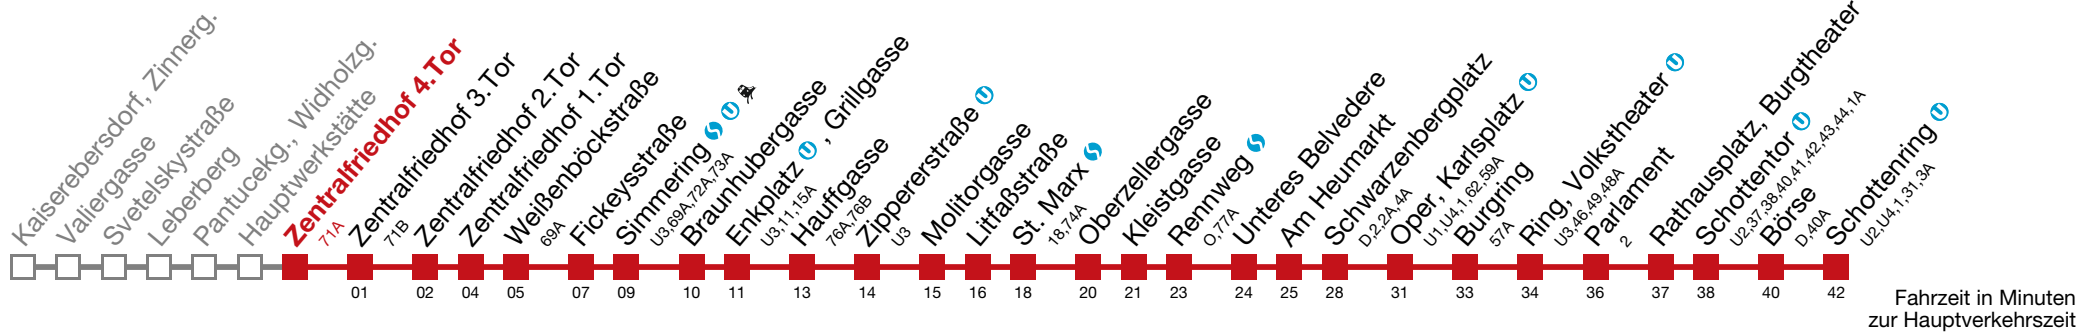 Kaiserebersdorf, Zinnerg.
Valiergasse
Svetelskystraße
Leberberg
Pantucekg., Widholzg.
Hauptwerkstätte
Zentralfriedhof 4.Tor
71A
Zentralfriedhof 3.Tor
71B
Zentralfriedhof 2.Tor
Zentralfriedhof 1.Tor
Weißenböckstraße
69A
Fickeysstraße
Simmering S U
U3,69A,72A,73A
Braunhubergasse
Enkplatz U , Grillgasse
U3,11,15A
Hauffgasse
76A,76B
Zippererstraße U
U3
Molitorgasse
Litfaßstraße
St. Marx S
18,74A
Oberzellergasse
Kleistgasse
Rennweg S
O,77A
Unteres Belvedere
Am Heumarkt
Schwarzenbergplatz
D,2,2A,4A
Oper, Karlsplatz U
U1,U4,1,62,59A
Burgring
57A
Ring, Volkstheater U
U3,46,49,48A
Parlament
2
Rathausplatz, Burgtheater
Schottentor U
U2,37,38,40,41,42,43,44,1A
Börse
D,40A
Schottenring U
U2,U4,1,31,3A
01 02 04 05 07 09 10 11 13 14 15 16 18 20 21 23 24 25 28 31 33 34 36 37 38 40 42
Fahrzeit in Minuten
zur Hauptverkehrszeit